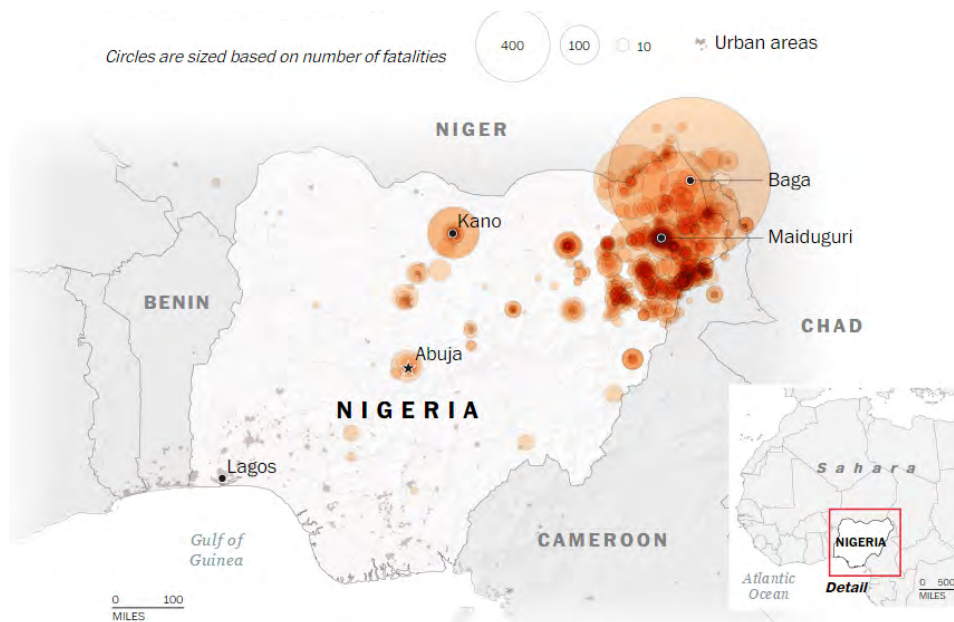 Circles are sized based on number of fatalities
400
100
10
Urban areas
NIGER
Baga
Kano
Maiduguri
BENIN
CHAD
Abuja
NIGERIA
Lagos
Sahara
Gulf of
Guinea
CAMEROON
NIGERIA
Atlantic
Ocean
Detail
0 500
MILES
0 100
MILES